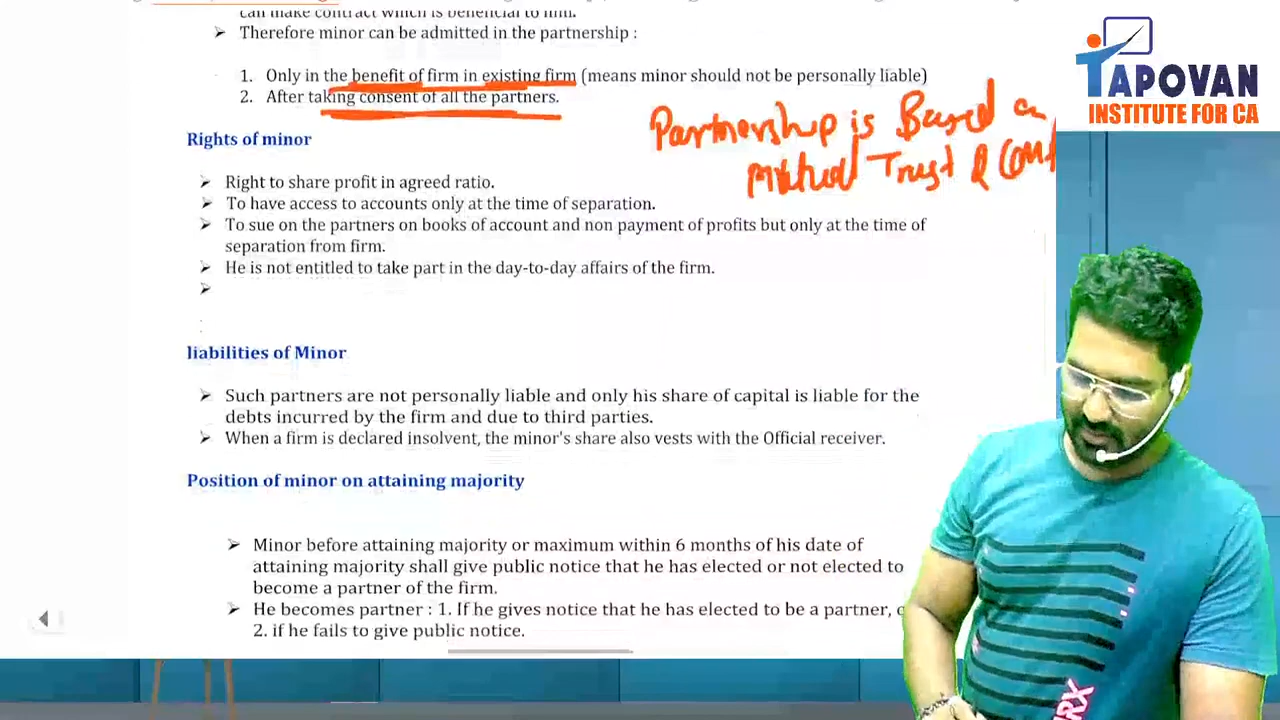 can make contract which is beneficial to firm.
➢ Therefore minor can be admitted in the partnership :
1. Only in the benefit of firm in existing firm (means minor should not be personally liable)
2. After taking consent of all the partners.
Partnership is Based on
Mutual Trust &
Rights of minor
➢ Right to share profit in agreed ratio.
➢ To have access to accounts only at the time of separation.
➢ To sue on the partners on books of account and non payment of profits but only at the time of
separation from firm.
➢ He is not entitled to take part in the day-to-day affairs of the firm.
➢
liabilities of Minor
➢ Such partners are not personally liable and only his share of capital is liable for the
debts incurred by the firm and due to third parties.
➢ When a firm is declared insolvent, the minor's share also vests with the Official receiver.
Position of minor on attaining majority
➢ Minor before attaining majority or maximum within 6 months of his date of
attaining majority shall give public notice that he has elected or not elected to
become a partner of the firm.
➢ He becomes partner : 1. If he gives notice that he has elected to be a partner,
2. if he fails to give public notice.
TAPOVAN
INSTITUTE FOR CA
RX